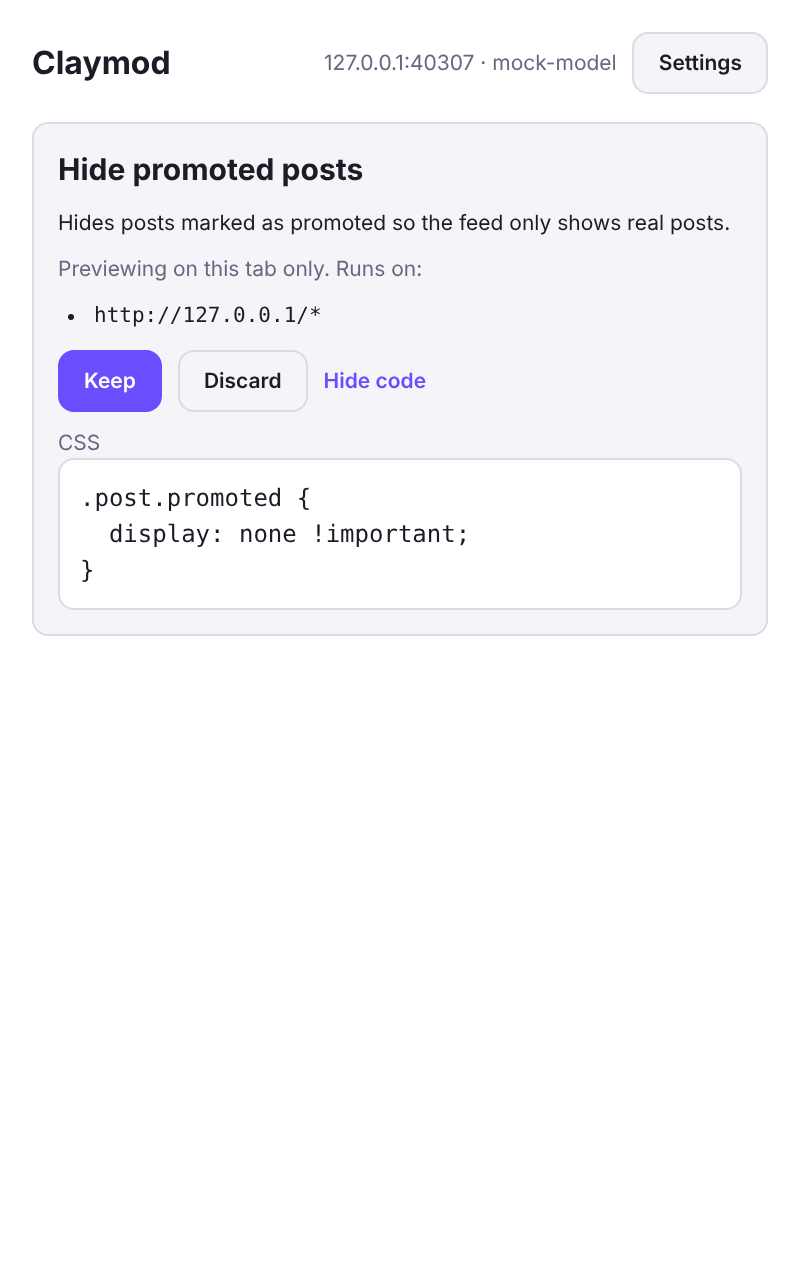 Claymod
127.0.0.1:40307 · mock-model
Settings
Hide promoted posts
Hides posts marked as promoted so the feed only shows real posts.
Previewing on this tab only. Runs on:
• http://127.0.0.1/*
Keep
Discard
Hide code
CSS
.post.promoted {
  display: none !important;
}